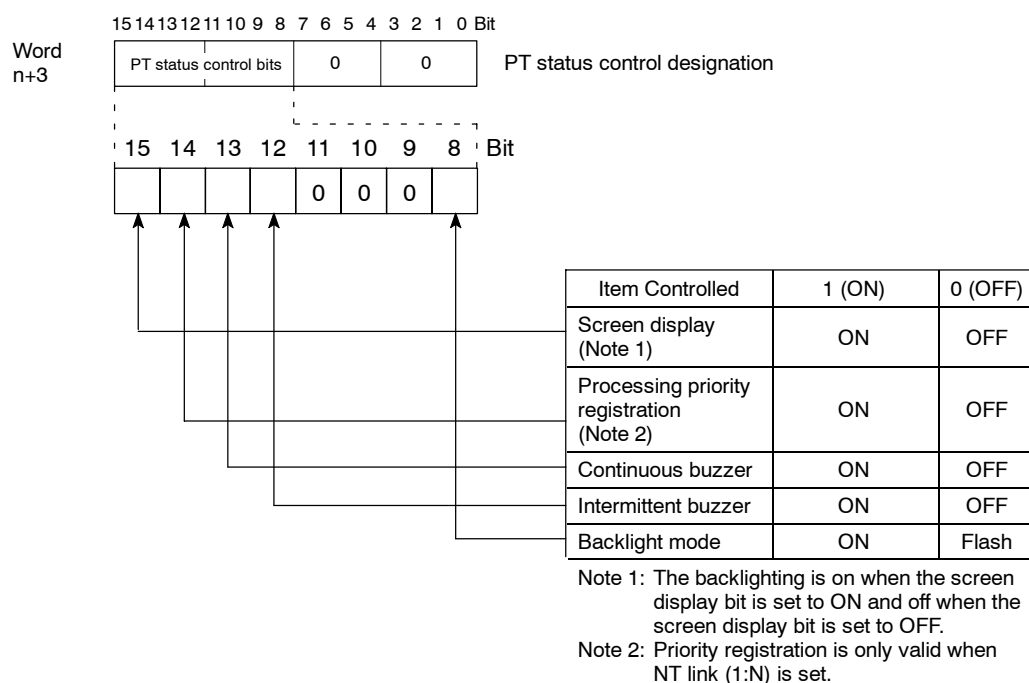 15 14 13 12 11 10 9 8 7 6 5 4 3 2 1 0 Bit
Word
n+3
PT status control bits 0 0
PT status control designation
15 14 13 12 11 10 9 8 Bit
0 0 0
Item Controlled 1 (ON) 0 (OFF)
Screen display
(Note 1) ON OFF
Processing priority
registration
(Note 2) ON OFF
Continuous buzzer ON OFF
Intermittent buzzer ON OFF
Backlight mode ON Flash
Note 1: The backlighting is on when the screen
display bit is set to ON and off when the
screen display bit is set to OFF.
Note 2: Priority registration is only valid when
NT link (1:N) is set.